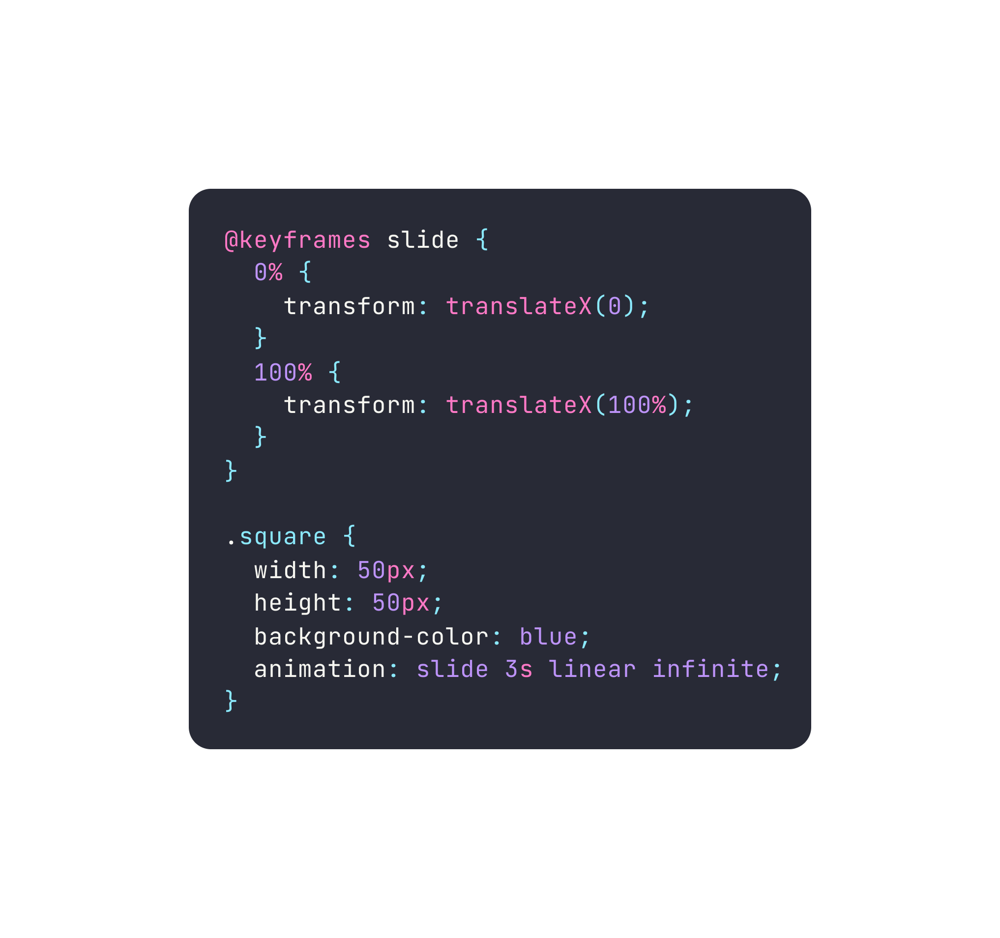 @keyframes slide {
  0% {
    transform: translateX(0);
  }
  100% {
    transform: translateX(100%);
  }
}

.square {
  width: 50px;
  height: 50px;
  background-color: blue;
  animation: slide 3s linear infinite;
}